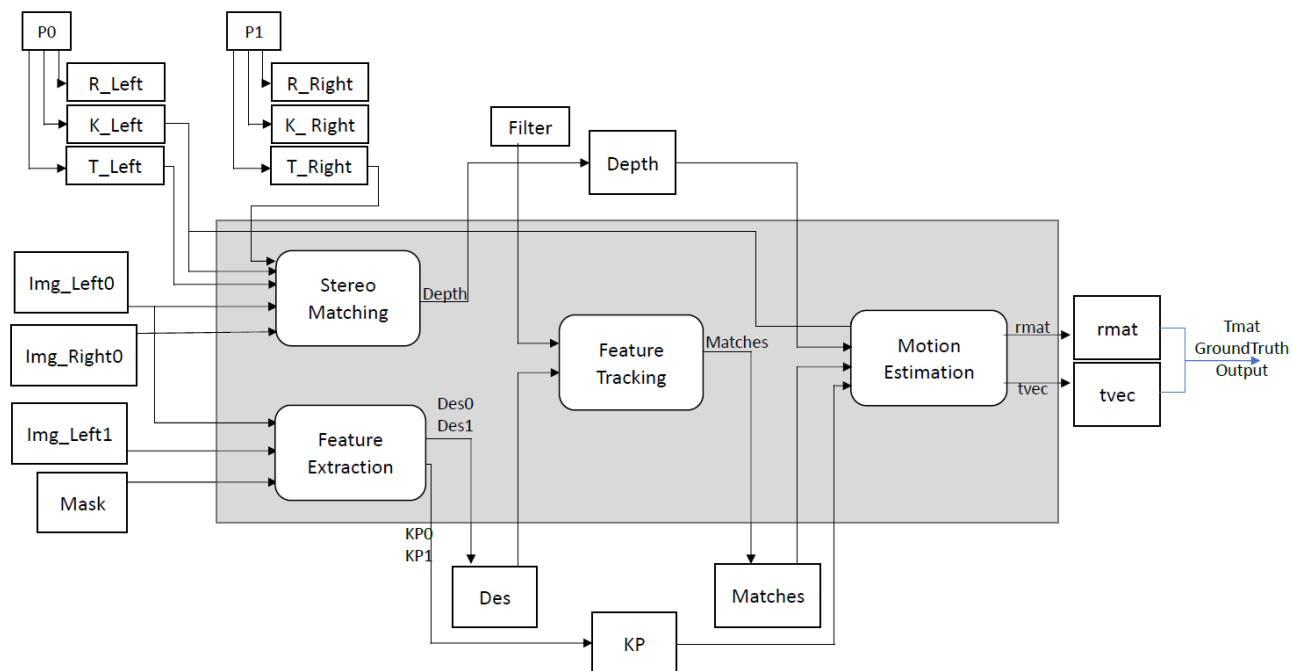 P0
P1
R_Left
R_Right
K_Left
K_ Right
T_Left
T_Right
Filter
Depth
Img_Left0
Img_Right0
Stereo
Matching
Depth
Feature
Tracking
Matches
Motion
Estimation
rmat
tvec
rmat
tvec
Tmat
GroundTruth
Output
Img_Left1
Mask
Feature
Extraction
Des0
Des1
KP0
KP1
Des
KP
Matches